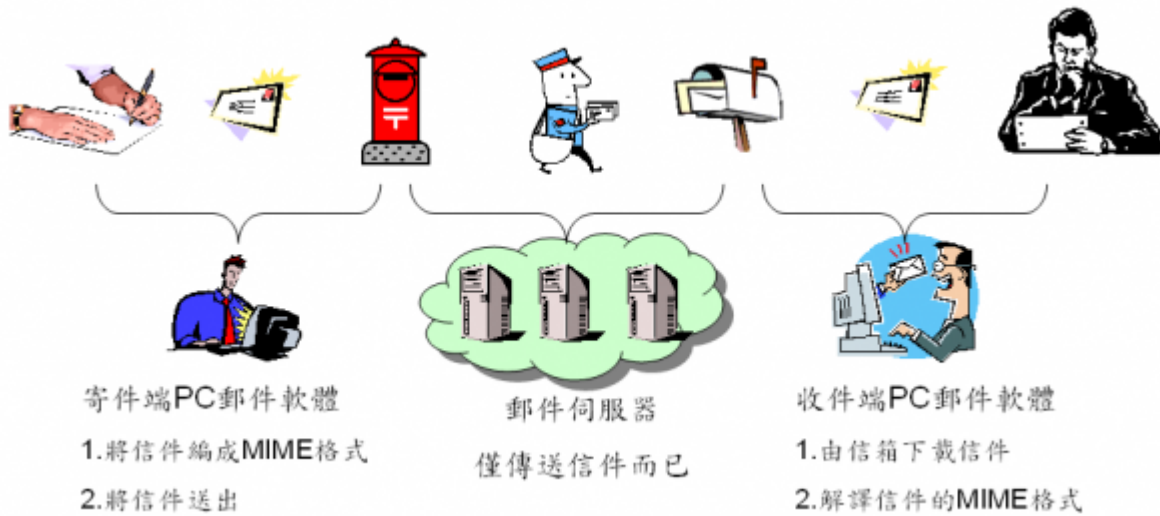 寄件端PC郵件軟體
1.將信件編成MIME格式
2.將信件送出
郵件伺服器
僅傳送信件而已
收件端PC郵件軟體
1.由信箱下載信件
2.解譯信件的MIME格式